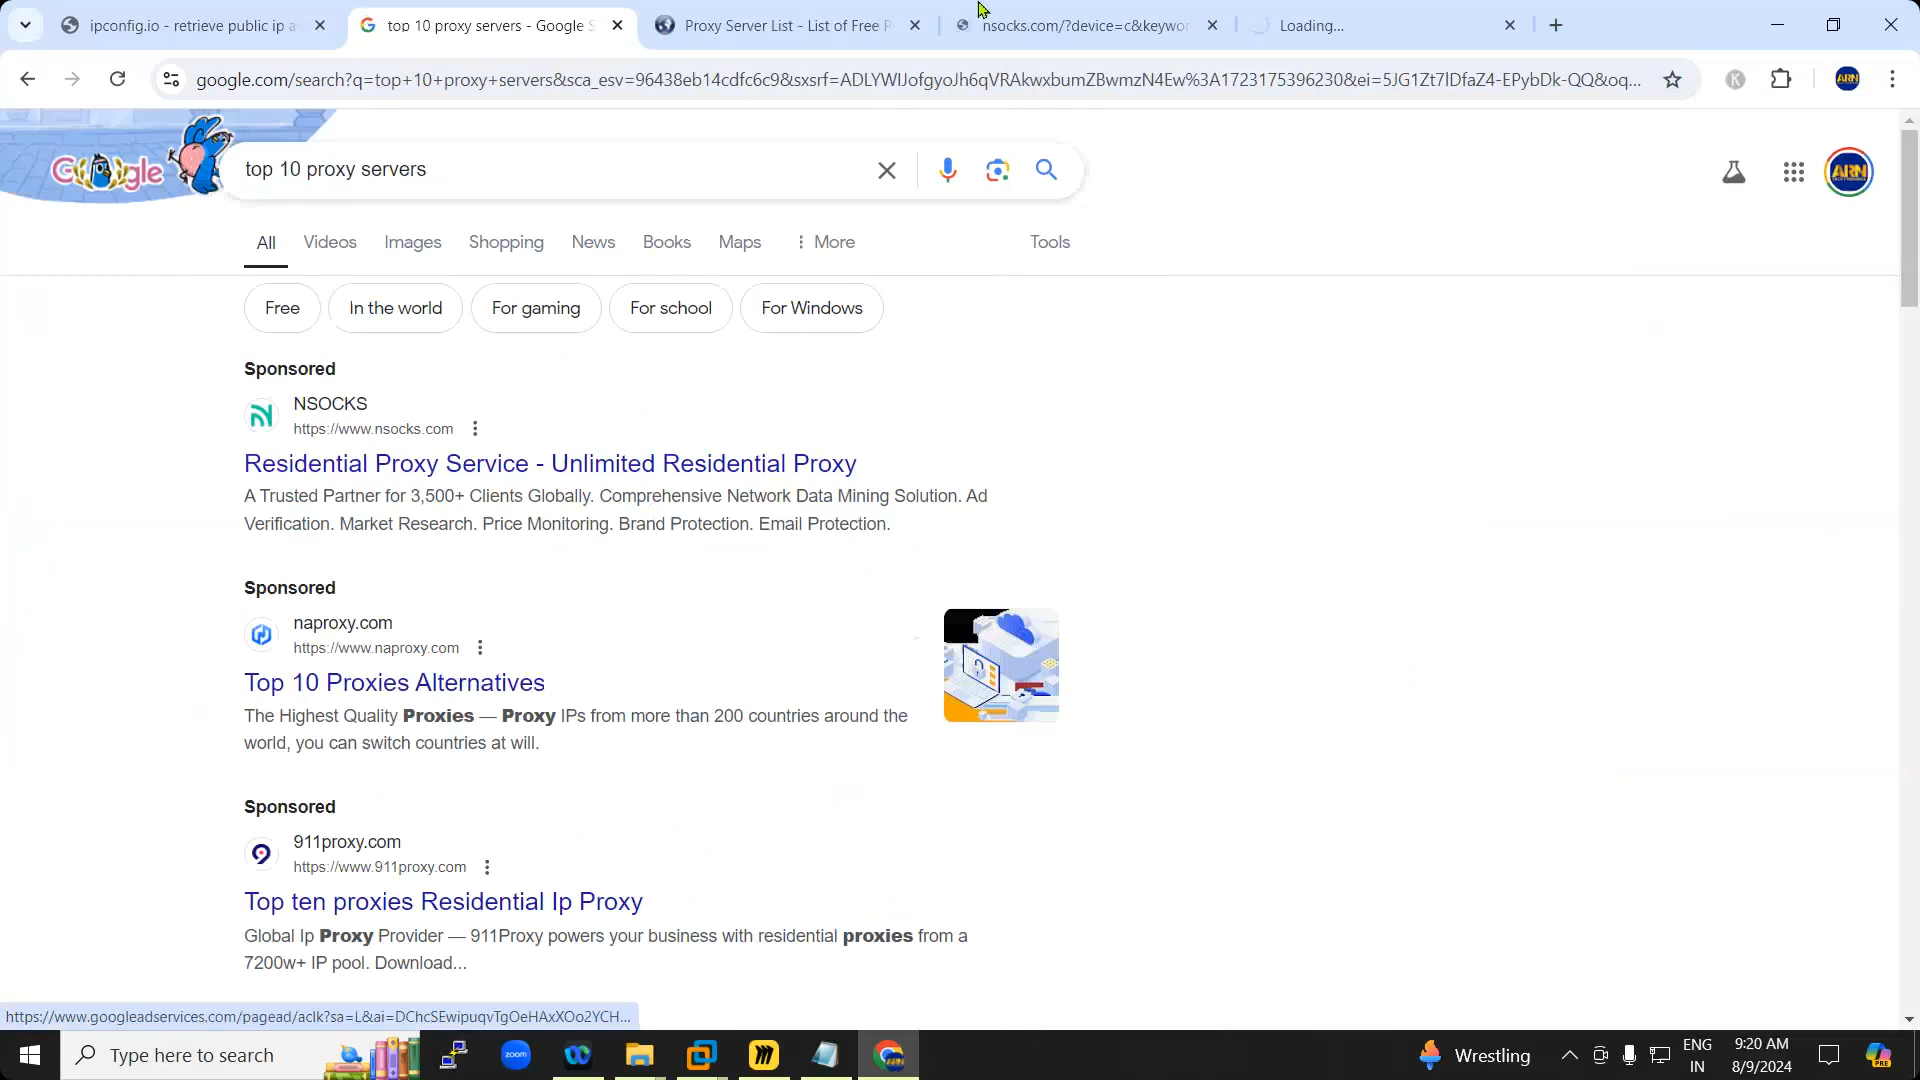 ipconfig.io - retrieve public ip a
top 10 proxy servers - Google S
Proxy Server List - List of Free P
nsocks.com/?device=c&keywor
Loading...
google.com/search?q=top+10+proxy+servers&sca_esv=96438eb14cdfc6c9&sxsrf=ADLYWIJofgyoJh6qVRAkwxbumZBwmzN4Ew%3A1723175396230&ei=5JG1Zt7lDfaZ4-EPybDk-QQ&oq...
K
ARN
Google
top 10 proxy servers
ARN
All
Videos
Images
Shopping
News
Books
Maps
More
Tools
Free
In the world
For gaming
For school
For Windows
Sponsored
NSOCKS
https://www.nsocks.com
Residential Proxy Service - Unlimited Residential Proxy
A Trusted Partner for 3,500+ Clients Globally. Comprehensive Network Data Mining Solution. Ad
Verification. Market Research. Price Monitoring. Brand Protection. Email Protection.
Sponsored
naproxy.com
https://www.naproxy.com
Top 10 Proxies Alternatives
The Highest Quality Proxies — Proxy IPs from more than 200 countries around the
world, you can switch countries at will.
Sponsored
911proxy.com
https://www.911proxy.com
Top ten proxies Residential Ip Proxy
Global Ip Proxy Provider — 911Proxy powers your business with residential proxies from a
7200w+ IP pool. Download...
https://www.googleadservices.com/pagead/aclk?sa=L&ai=DChcSEwipuqvTgOeHAxXOo2YCH...
Type here to search
zoom
Wrestling
ENG
IN
9:20 AM
8/9/2024
PRE